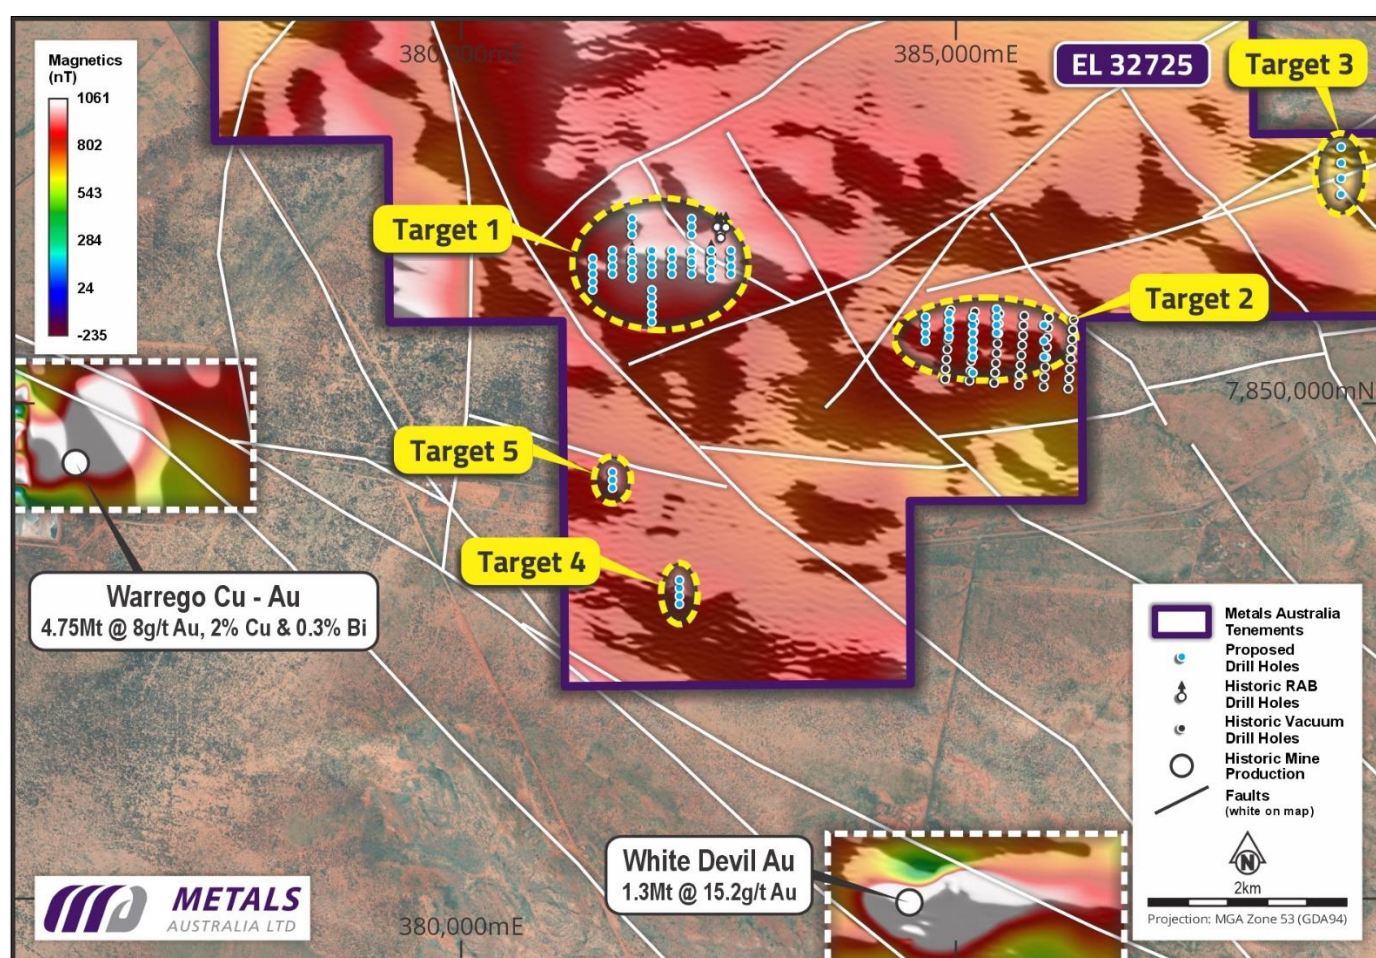 380,000mE
385,000mE
EL 32725
Target 3
Magnetics
(nT)
1061
802
543
284
24
-235
Target 1
Target 2
7,850,000mN
Target 5
Target 4
Warrego Cu - Au
4.75Mt @ 8g/t Au, 2% Cu & 0.3% Bi
White Devil Au
1.3Mt @ 15.2g/t Au
Metals Australia
Tenements
Proposed
Drill Holes
Historic RAB
Drill Holes
Historic Vacuum
Drill Holes
Historic Mine
Production
Faults
(white on map)
N
2km
Projection: MGA Zone 53 (GDA94)
METALS
AUSTRALIA LTD
380,000mE